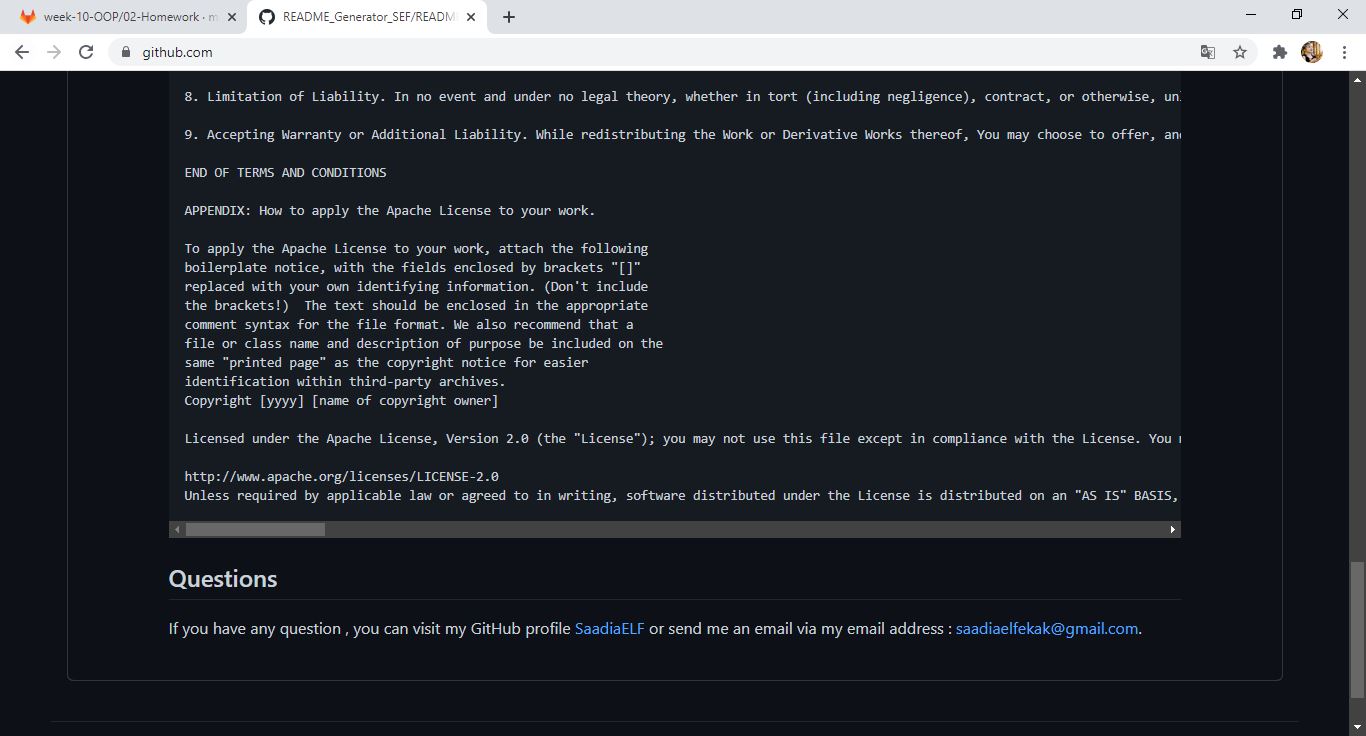 week-10-OOP/02-Homework · m
README_Generator_SEF/README
github.com
8. Limitation of Liability. In no event and under no legal theory, whether in tort (including negligence), contract, or otherwise,
9. Accepting Warranty or Additional Liability. While redistributing the Work or Derivative Works thereof, You may choose to offer,
END OF TERMS AND CONDITIONS
APPENDIX: How to apply the Apache License to your work.
To apply the Apache License to your work, attach the following
boilerplate notice, with the fields enclosed by brackets "[]"
replaced with your own identifying information. (Don't include
the brackets!)  The text should be enclosed in the appropriate
comment syntax for the file format. We also recommend that a
file or class name and description of purpose be included on the
same "printed page" as the copyright notice for easier
identification within third-party archives.
Copyright [yyyy] [name of copyright owner]
Licensed under the Apache License, Version 2.0 (the "License"); you may not use this file except in compliance with the License. You
http://www.apache.org/licenses/LICENSE-2.0
Unless required by applicable law or agreed to in writing, software distributed under the License is distributed on an "AS IS" BASIS,
Questions
If you have any question , you can visit my GitHub profile SaadiaELF or send me an email via my email address : saadiaelfekak@gmail.com.